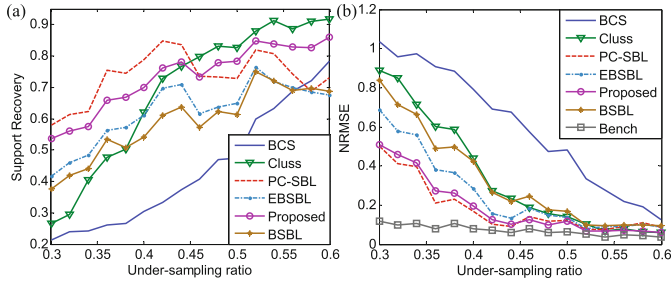 (a)
Support Recovery
0.9
0.8
0.7
0.6
0.5
0.4
0.3
0.2
0.3 0.35 0.4 0.45 0.5 0.55 0.6
Under-sampling ratio
BCS
Cluss
PC-SBL
EBSBL
Proposed
BSBL
(b)
NRMSE
1.2
1
0.8
0.6
0.4
0.2
0
0.3 0.35 0.4 0.45 0.5 0.55 0.6
Under-sampling ratio
BCS
Cluss
PC-SBL
EBSBL
Proposed
BSBL
Bench